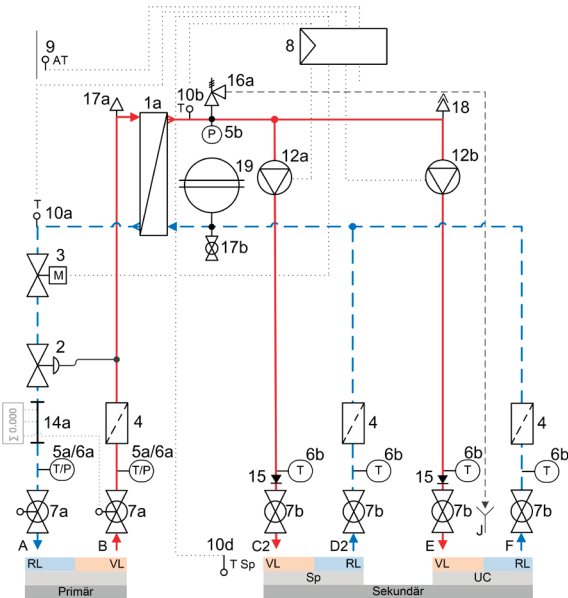 9
AT
8
16a
17a
1a
10b
T
18
P
5b
19
12a
12b
T
10a
17b
3
M
2
Σ 0.000
14a
4
4
4
5a/6a
T/P
5a/6a
T/P
15
6b
T
6b
T
15
6b
T
6b
T
7a
7a
7b
7b
7b
7b
J
A
B
10d
T Sp
C2
D2
E
F
RL
VL
VL
RL
VL
RL
Sp
UC
Primär
Sekundär